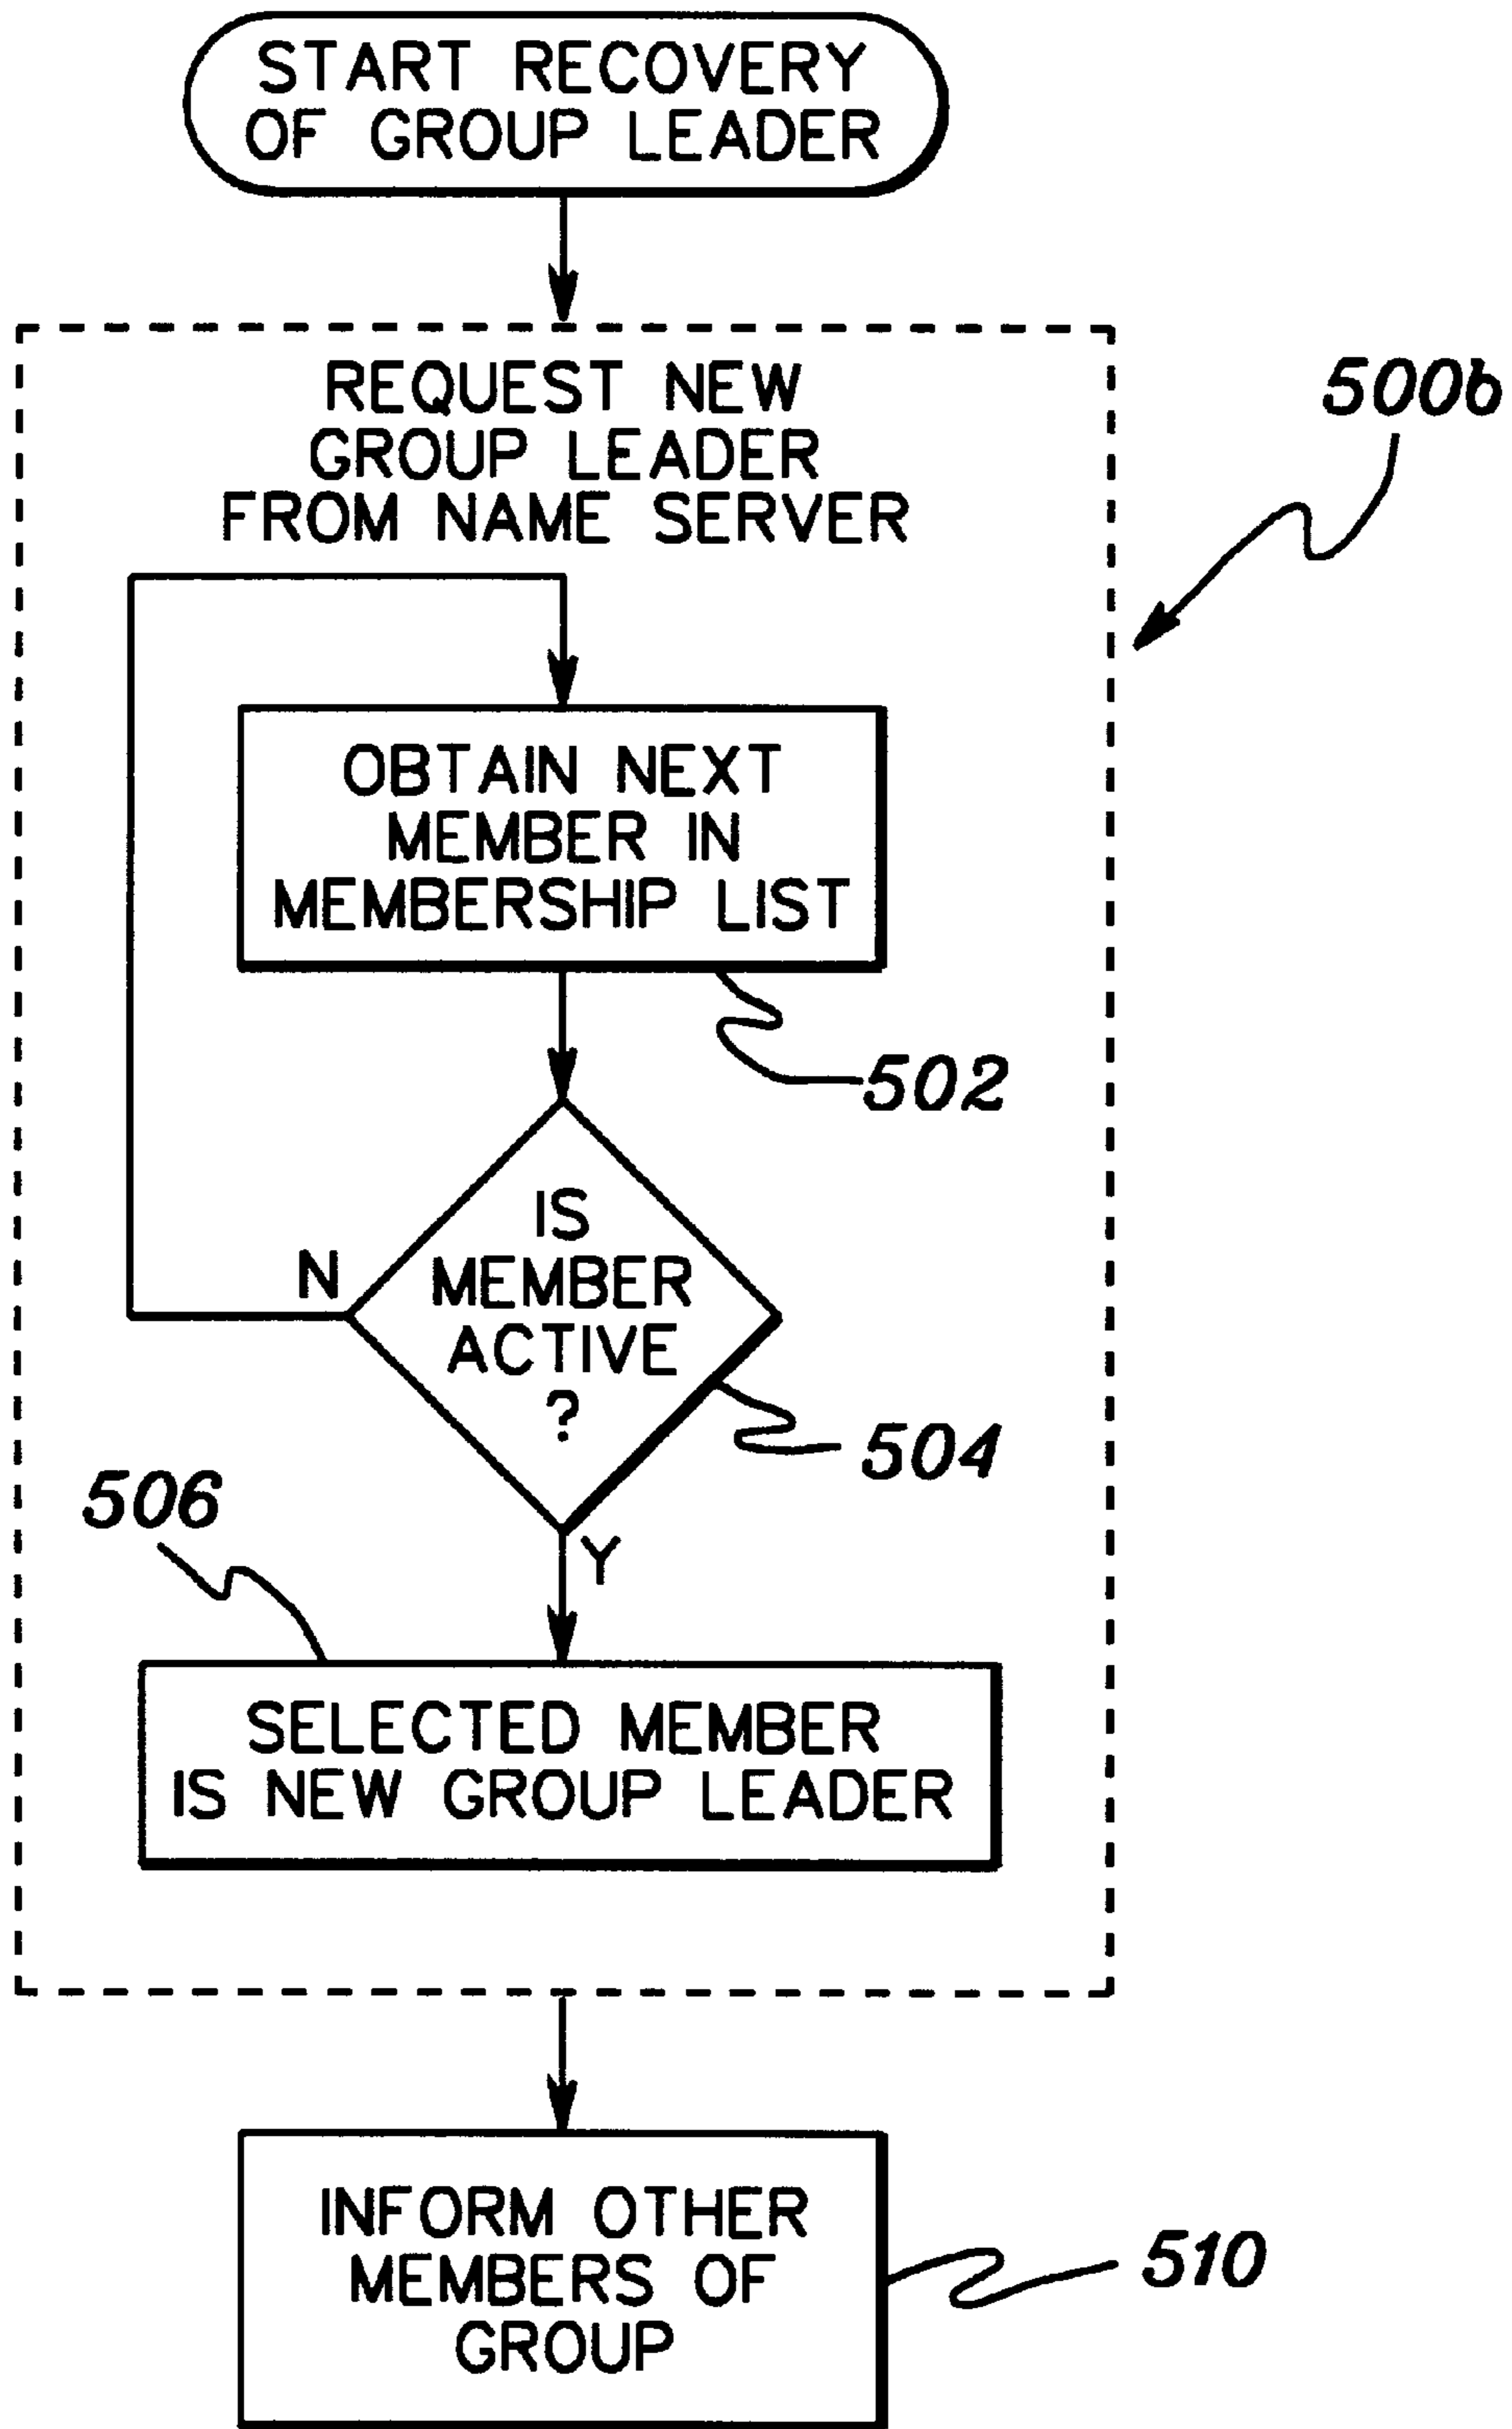 START RECOVERY
OF GROUP LEADER
REQUEST NEW
GROUP LEADER
FROM NAME SERVER
500b
OBTAIN NEXT
MEMBER IN
MEMBERSHIP LIST
502
IS
MEMBER
ACTIVE
?
N
504
506
Y
SELECTED MEMBER
IS NEW GROUP LEADER
INFORM OTHER
MEMBERS OF
GROUP
510